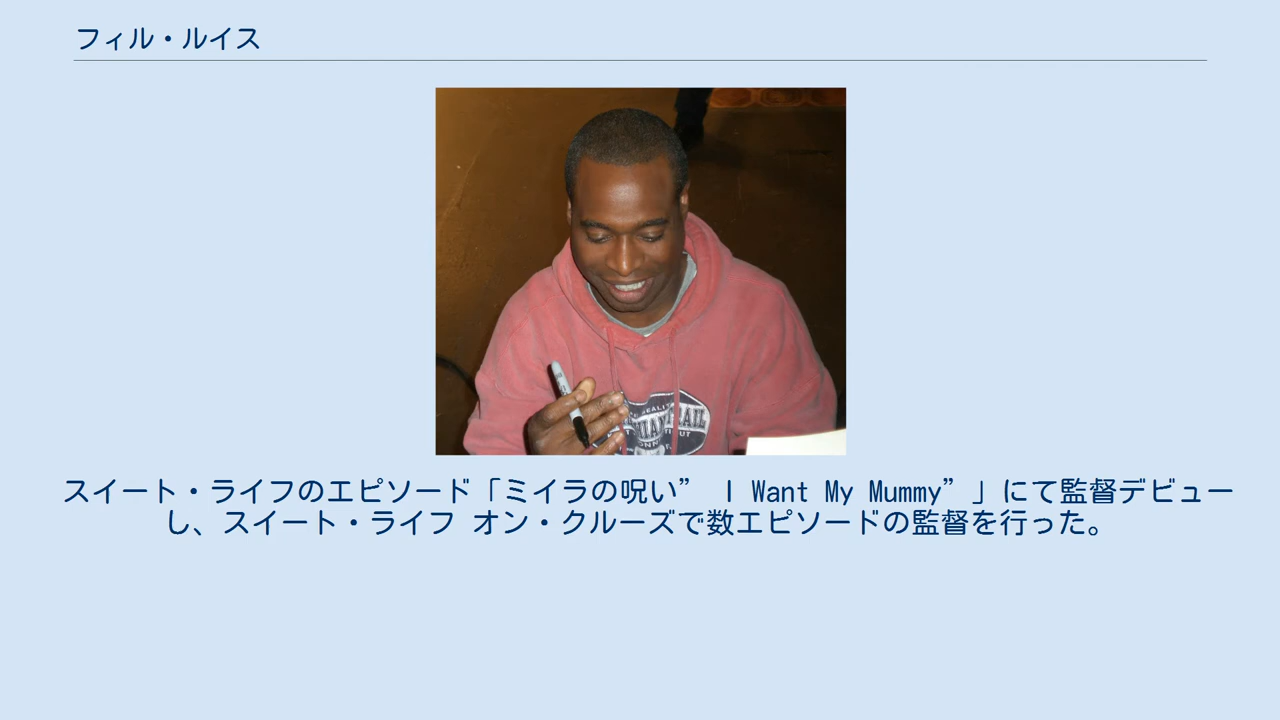 フィル・ルイス
スイート・ライフのエピソード「ミイラの呪い” I Want My Mummy”」にて監督デビュー
し、スイート・ライフ オン・クルーズで数エピソードの監督を行った。